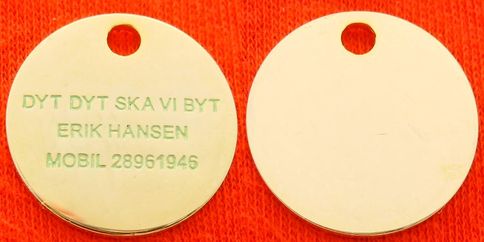 DYT DYT SKA VI BYT
ERIK HANSEN
MOBIL 28961946